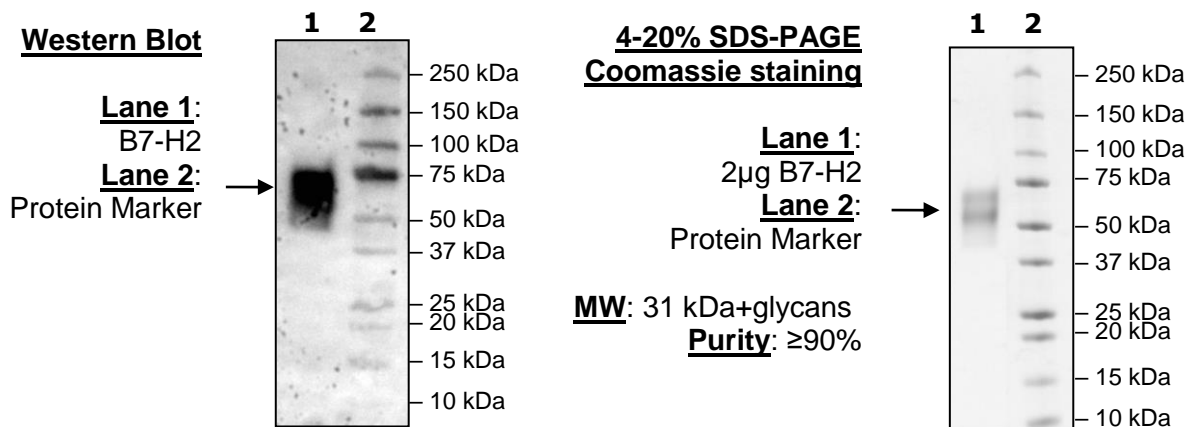 Western Blot
Lane 1:
B7-H2
Lane 2:
Protein Marker
1 2
– 250 kDa
– 150 kDa
– 100 kDa
– 75 kDa
– 50 kDa
– 37 kDa
– 25 kDa
– 20 kDa
– 15 kDa
– 10 kDa
4-20% SDS-PAGE
Coomassie staining
Lane 1:
2µg B7-H2
Lane 2:
Protein Marker
MW: 31 kDa+glycans
Purity: ≥90%
1 2
– 250 kDa
– 150 kDa
– 100 kDa
– 75 kDa
– 50 kDa
– 37 kDa
– 25 kDa
– 20 kDa
– 15 kDa
– 10 kDa